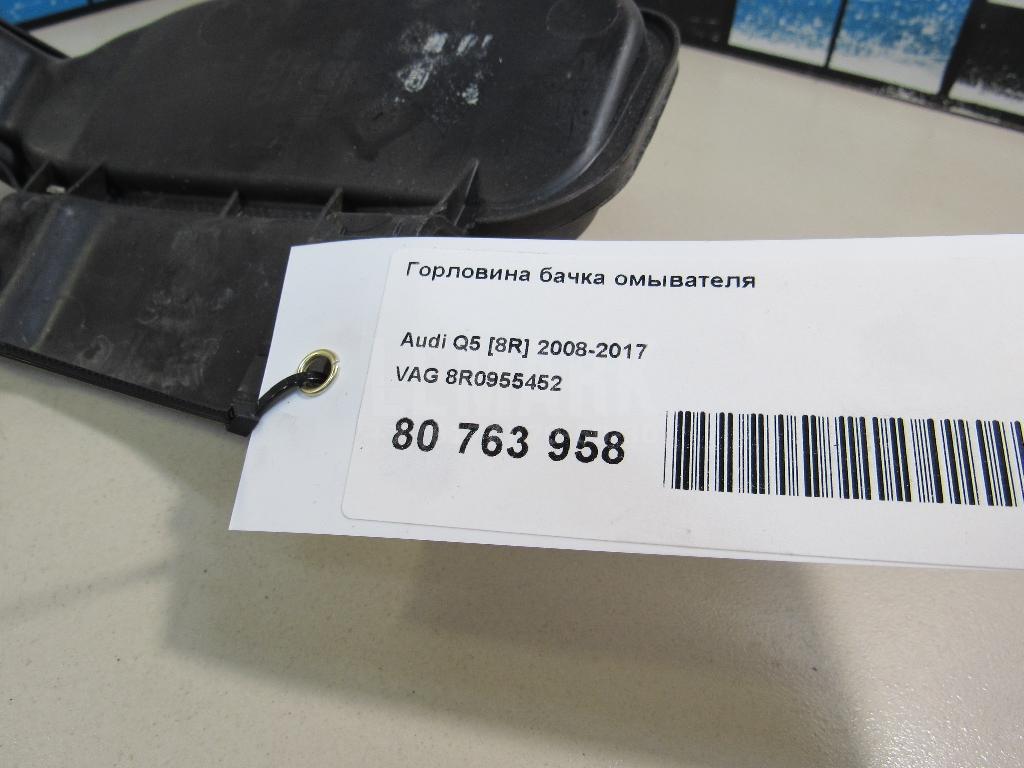 Горловина бачка омывателя
Audi Q5 [8R] 2008-2017
VAG 8R0955452
80 763 958